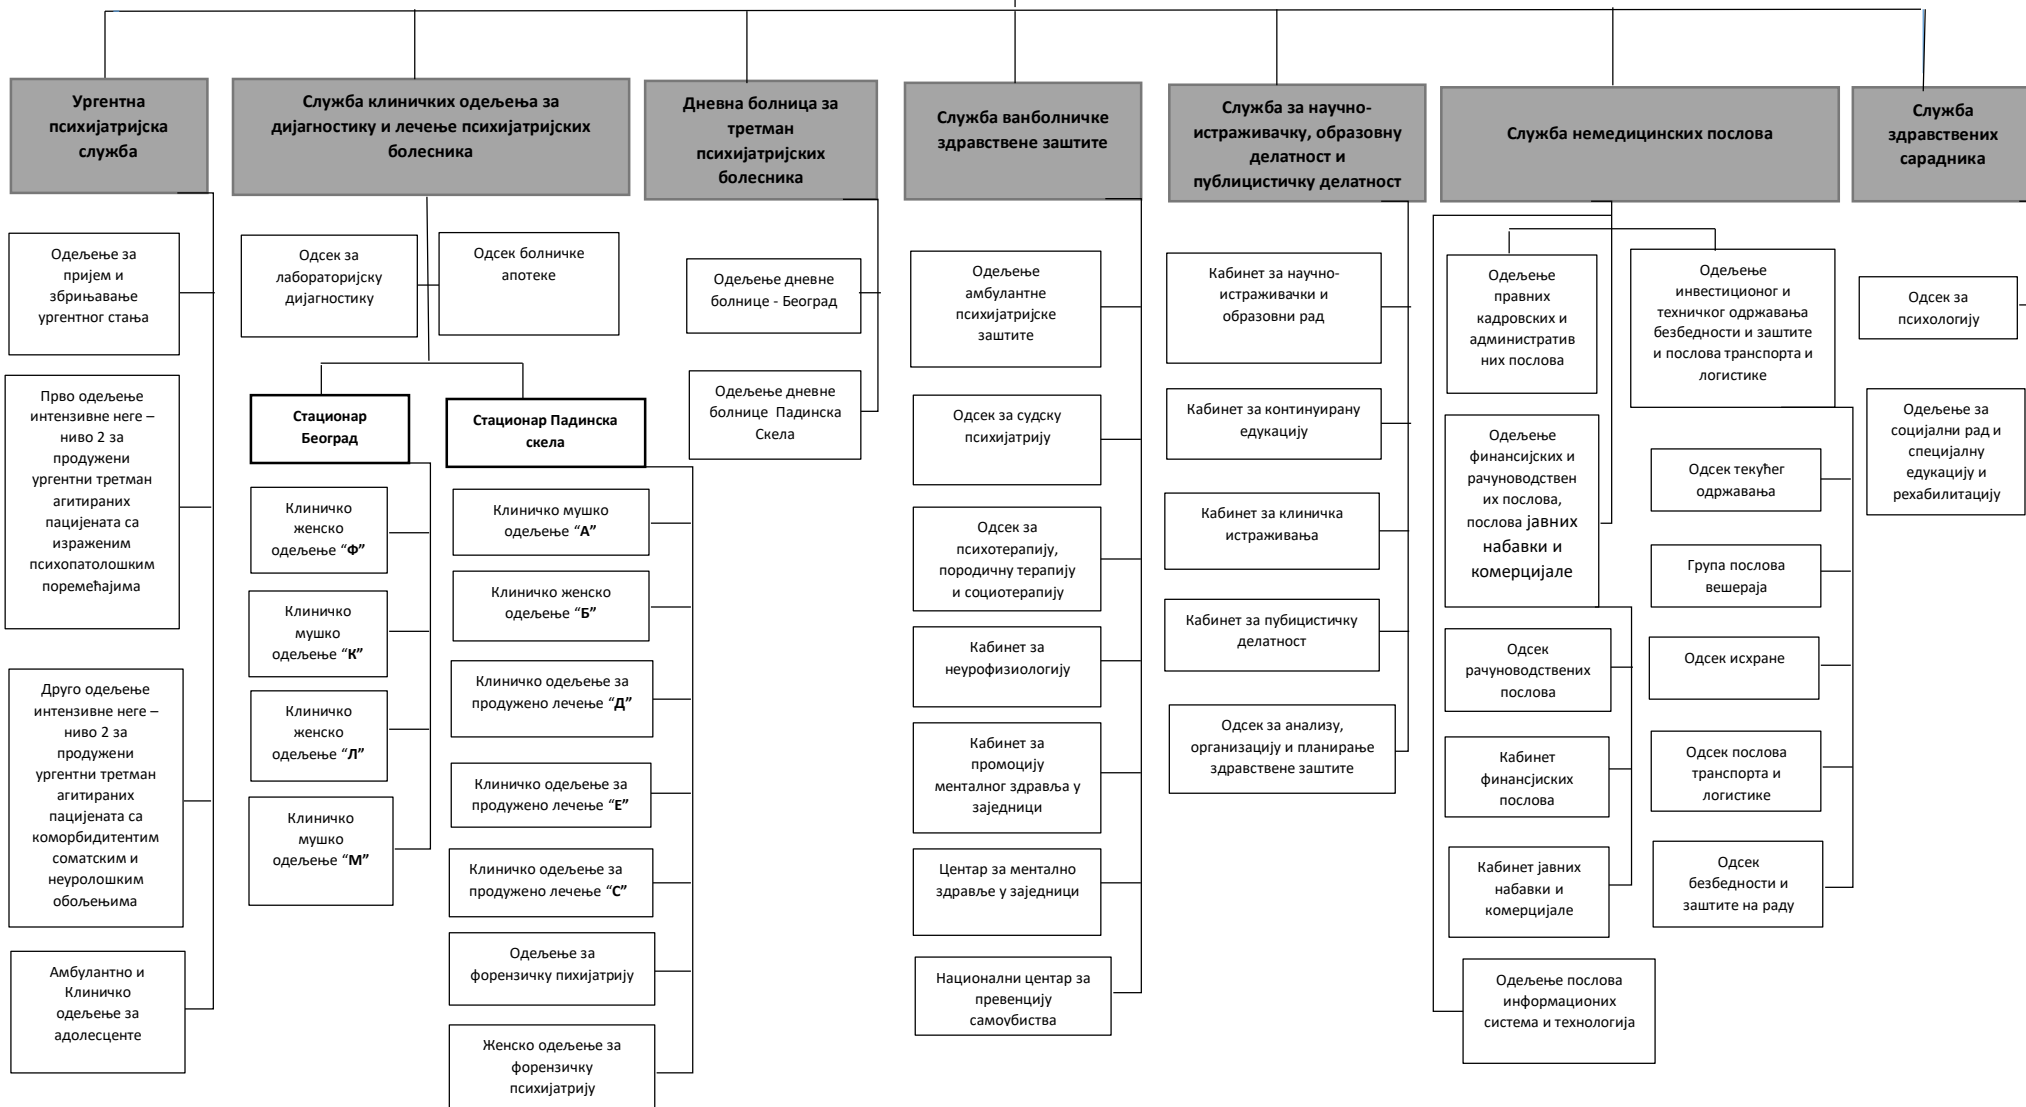 Ургентна
психијатријска
служба
Служба клиничких одељења за
дијагностику и лечење психијатријских
болесника
Дневна болница за
третман
психијатријских
болесника
Служба ванболничке
здравствене заштите
Служба за научно-
истраживачку, образовну
делатност и
публицистичку делатност
Служба немедицинских послова
Служба
здравствених
сарадника
Одељење за
пријем и
збрињавање
ургентног стања
Прво одељење
интензивне неге –
ниво 2 за
продужени
ургентни третман
агитираних
пацијената са
израженим
психопатолошким
поремећајима
Друго одељење
интензивне неге –
ниво 2 за
продужени
ургентни третман
агитираних
пацијената са
коморбидитентим
соматским и
неуролошким
обољењима
Амбулантно и
Клиничко
одељење за
адолесценте
Одсек за
лабораторијску
дијагностику
Одсек болничке
апотеке
Стационар
Београд
Стационар Падинска
скела
Клиничко
женско
одељење “Ф”
Клиничко
мушко
одељење “К”
Клиничко
женско
одељење “Л”
Клиничко
мушко
одељење “М”
Клиничко мушко
одељење “А”
Клиничко женско
одељење “Б”
Клиничко одељење за
продужено лечење “Д”
Клиничко одељење за
продужено лечење “Е”
Клиничко одељење за
продужено лечење “С”
Одељење за
форензичку пихијатрију
Женско одељење за
форензичку
психијатрију
Одељење дневне
болнице - Београд
Одељење дневне
болнице Падинска
Скела
Одељење
амбулантне
психијатријске
заштите
Одсек за судску
психијатрију
Одсек за
психотерапију,
породичну терапију
и социотерапију
Кабинет за
неурофизиологију
Кабинет за
промоцију
менталног здравља у
заједници
Центар за ментално
здравље у заједници
Национални центар за
превенцију
самоубиства
Кабинет за научно-
истраживачки и
образовни рад
Кабинет за континуирану
едукацију
Кабинет за клиничка
истраживања
Кабинет за пубицистичку
делатност
Одсек за анализу,
организацију и планирање
здравствене заштите
Одељење
правних
кадровских и
административ
них послова
Одељење
финансијских и
рачуноводствен
их послова,
послова јавних
набавки и
комерцијале
Одсек
рачуноводствених
послова
Кабинет
финансјиских
послова
Кабинет јавних
набавки и
комерцијале
Одељење послова
информационих
система и технологија
Одељење
инвестиционог и
техничког одржавања
безбедности и заштите
и послова транспорта и
логистике
Одсек текућег
одржавања
Група послова
вешераја
Одсек исхране
Одсек послова
транспорта и
логистике
Одсек
безбедности и
заштите на раду
Одсек за
психологију
Одељење за
социјални рад и
специјалну
едукацију и
рехабилитацију